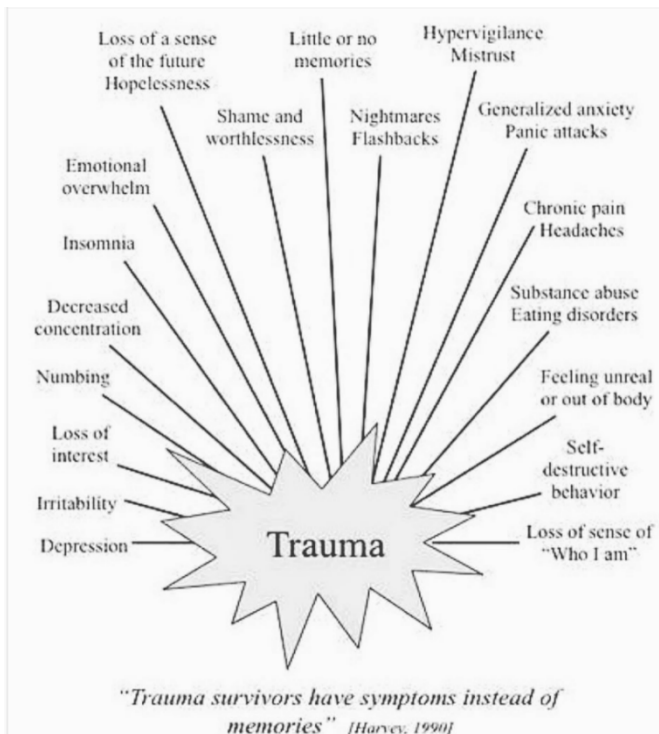 Loss of a sense
of the future
Hopelessness
Little or no
memories
Hypervigilance
Mistrust
Shame and
worthlessness
Nightmares
Flashbacks
Generalized anxiety
Panic attacks
Emotional
overwhelm
Chronic pain
Headaches
Insomnia
Substance abuse
Eating disorders
Decreased
concentration
Numbing
Feeling unreal
or out of body
Loss of
interest
Self-
destructive
behavior
Irritability
Depression
Loss of sense of
“Who I am”
Trauma
“Trauma survivors have symptoms instead of
memories” [Harvey, 1990]